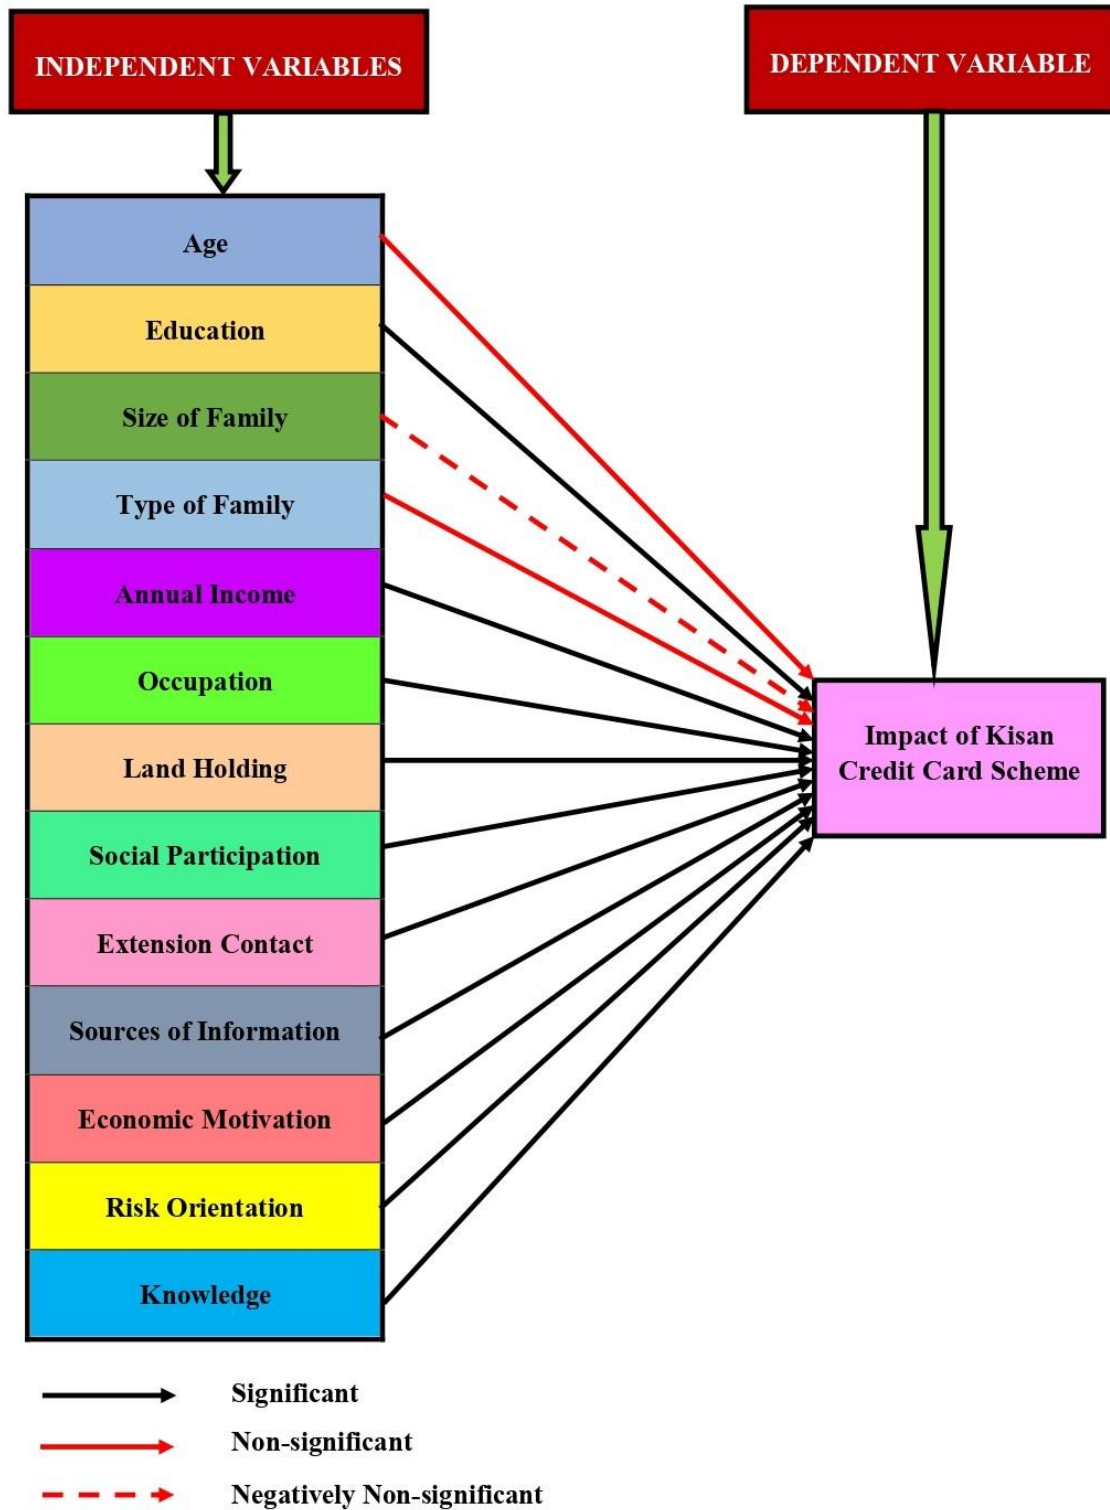 INDEPENDENT VARIABLES
DEPENDENT VARIABLE
Age
Education
Size of Family
Type of Family
Annual Income
Occupation
Land Holding
Social Participation
Extension Contact
Sources of Information
Economic Motivation
Risk Orientation
Knowledge
Impact of Kisan
Credit Card Scheme
Significant
Non-significant
Negatively Non-significant